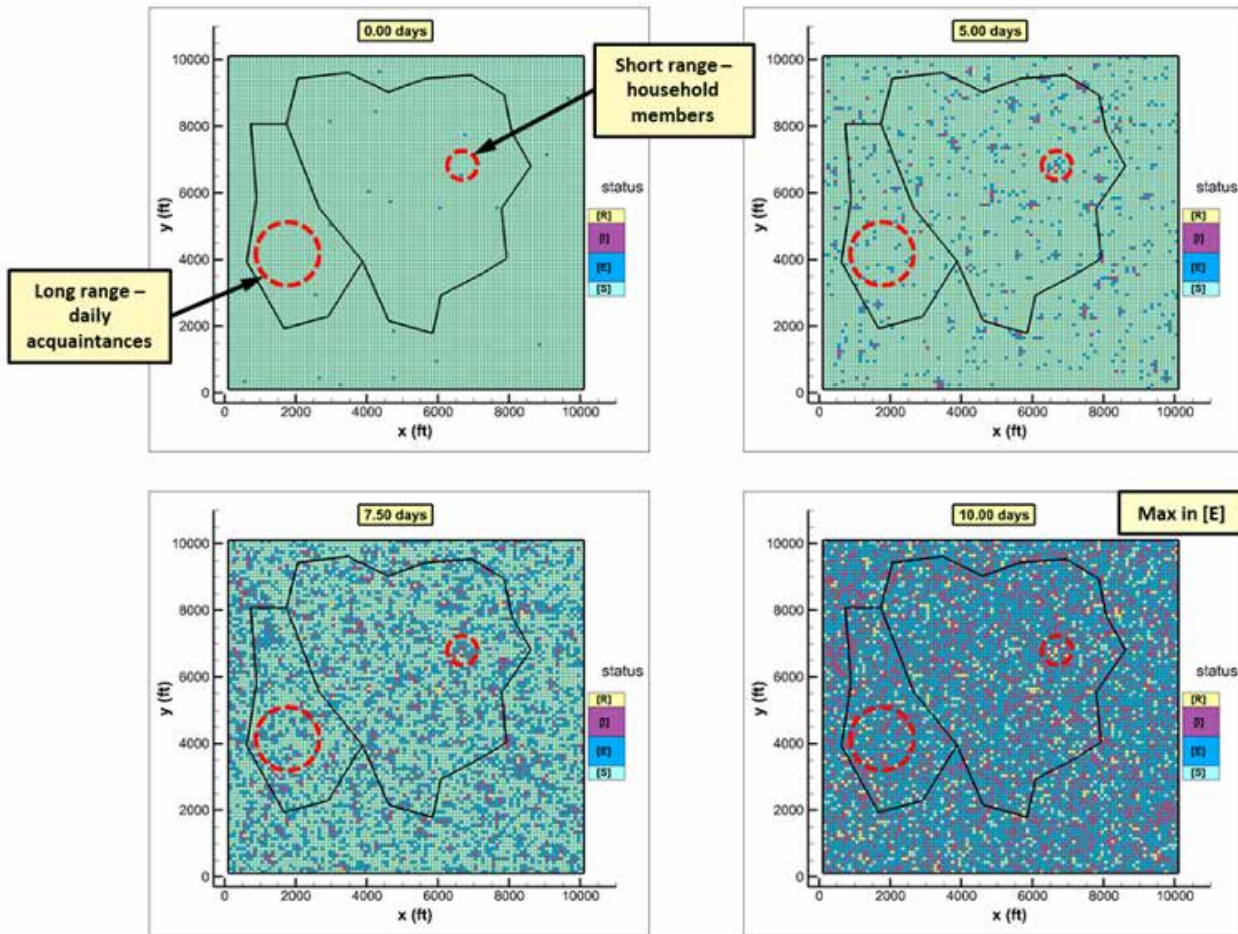 0.00 days
10000
8000
6000
4000
2000
0
y (ft)
0 2000 4000 6000 8000 10000
x (ft)
status
[R]
[I]
[E]
[S]
Short range –
household
members
Long range –
daily
acquaintances
5.00 days
10000
8000
6000
4000
2000
0
y (ft)
0 2000 4000 6000 8000 10000
x (ft)
status
[R]
[I]
[E]
[S]
7.50 days
10000
8000
6000
4000
2000
0
y (ft)
0 2000 4000 6000 8000 10000
x (ft)
status
[R]
[I]
[E]
[S]
10.00 days
Max in [E]
10000
8000
6000
4000
2000
0
y (ft)
0 2000 4000 6000 8000 10000
x (ft)
status
[R]
[I]
[E]
[S]